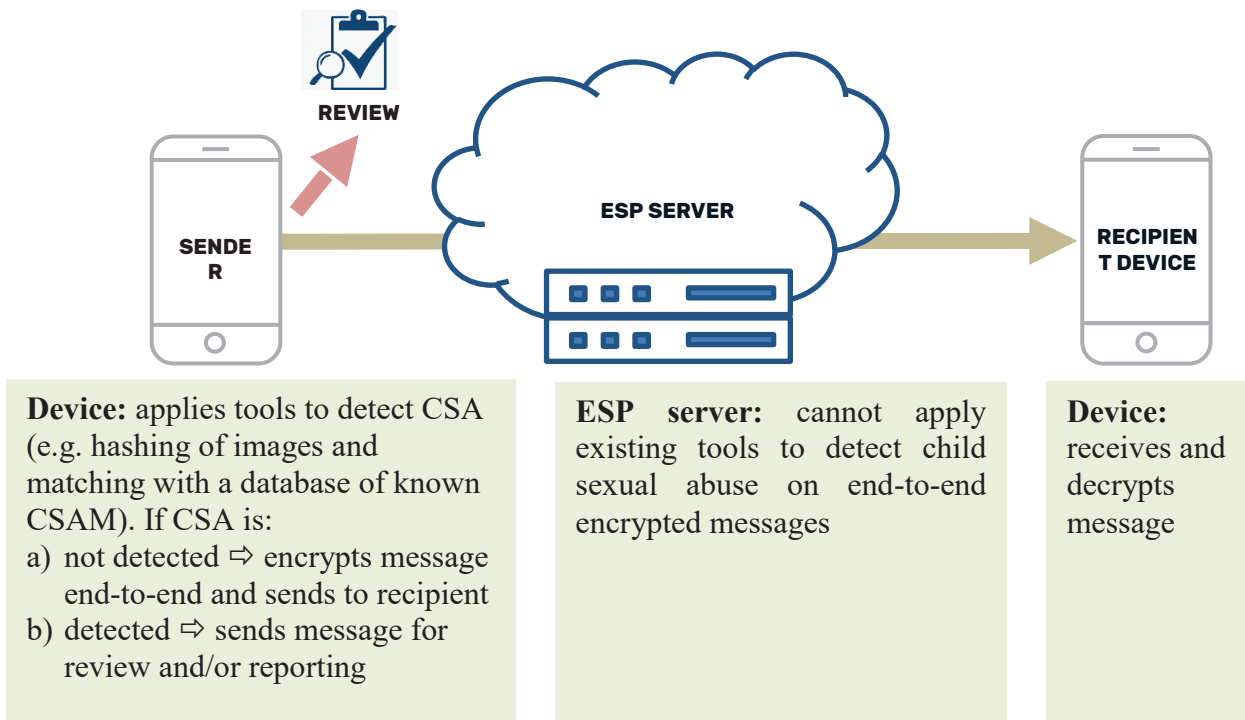 REVIEW
SENDE
R
ESP SERVER
RECIPIEN
T DEVICE
Device: applies tools to detect CSA
(e.g. hashing of images and
matching with a database of known
CSAM). If CSA is:
a) not detected ⇨ encrypts message
end-to-end and sends to recipient
b) detected ⇨ sends message for
review and/or reporting
ESP server: cannot apply
existing tools to detect child
sexual abuse on end-to-end
encrypted messages
Device:
receives and
decrypts
message